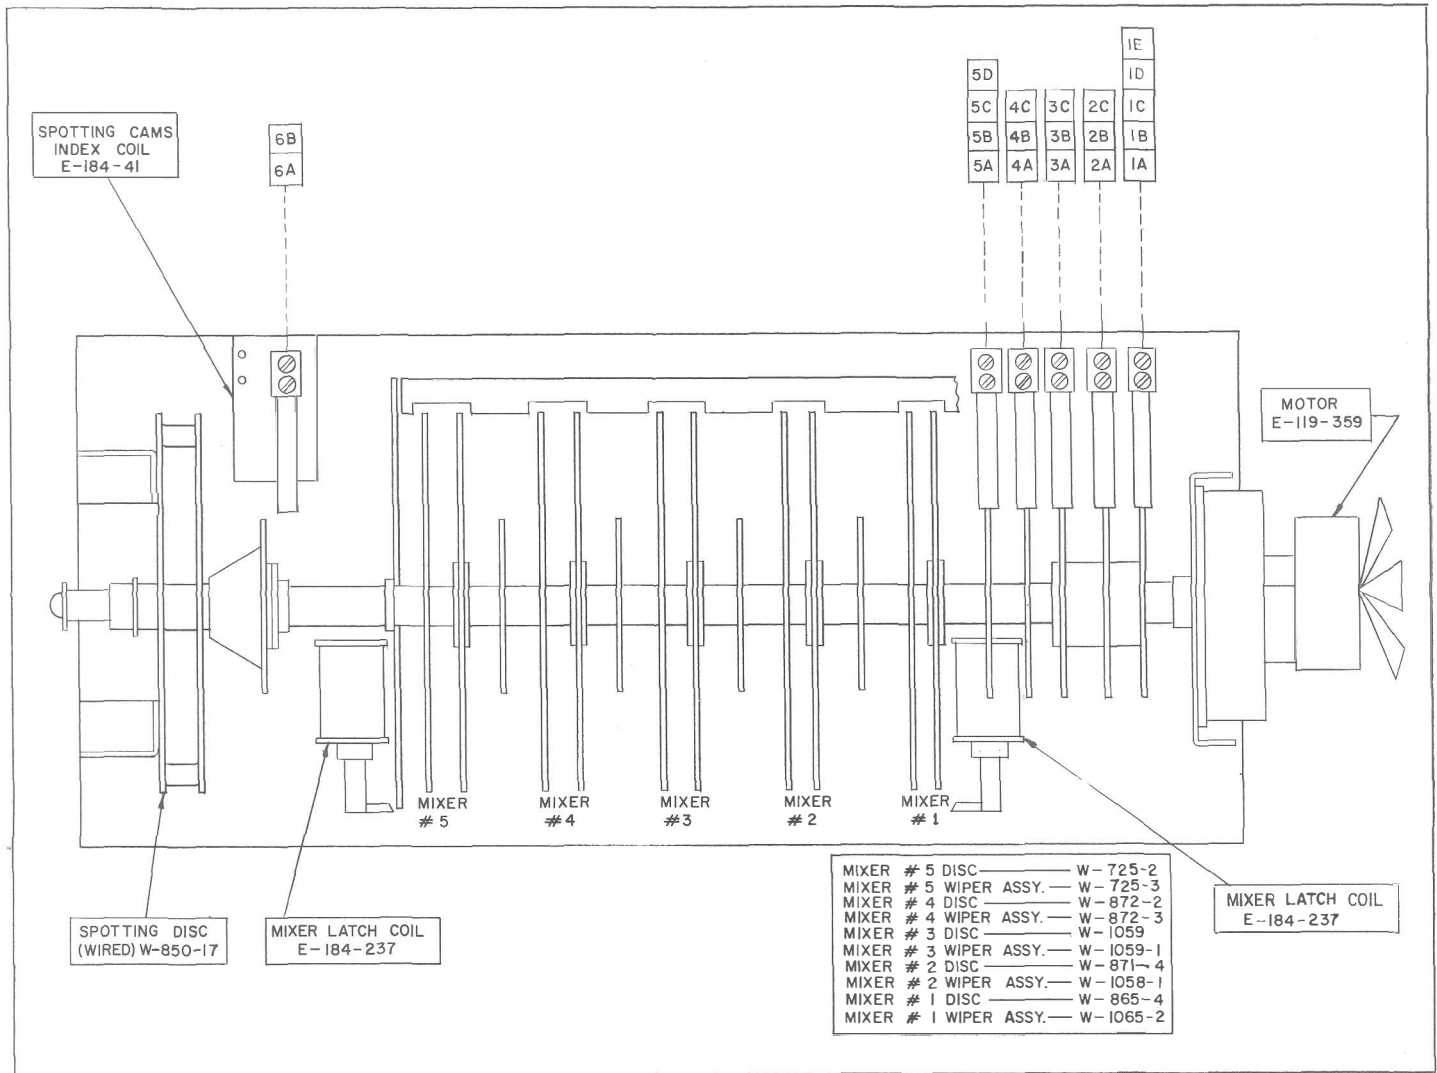 1E
1D
5D
5C 4C 3C 2C 1C
5B 4B 3B 2B 1B
5A 4A 3A 2A 1A
6B
6A
SPOTTING CAMS
INDEX COIL
E-184-41
MOTOR
E-119-359
MIXER
# 5
MIXER
#4
MIXER
#3
MIXER
#2
MIXER
#1
SPOTTING DISC
(WIRED) W-850-17
MIXER LATCH COIL
E-184-237
MIXER # 5 DISC — W-725-2
MIXER # 5 WIPER ASSY. — W-725-3
MIXER # 4 DISC — W-872-2
MIXER # 4 WIPER ASSY. — W-872-3
MIXER # 3 DISC — W-1059
MIXER # 3 WIPER ASSY. — W-1059-1
MIXER # 2 DISC — W-871-4
MIXER # 2 WIPER ASSY. — W-1058-1
MIXER # 1 DISC — W-865-4
MIXER # 1 WIPER ASSY. — W-1065-2
MIXER LATCH COIL
E-184-237